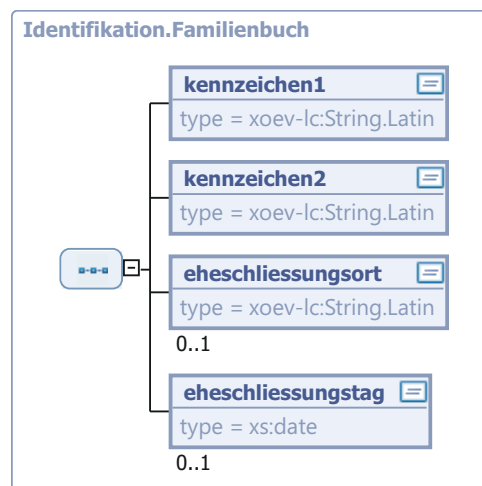 Identifikation.Familienbuch
kennzeichen1
type = xoev-lc:String.Latin
kennzeichen2
type = xoev-lc:String.Latin
eheschliessungsort
type = xoev-lc:String.Latin
0..1
eheschliessungstag
type = xs:date
0..1